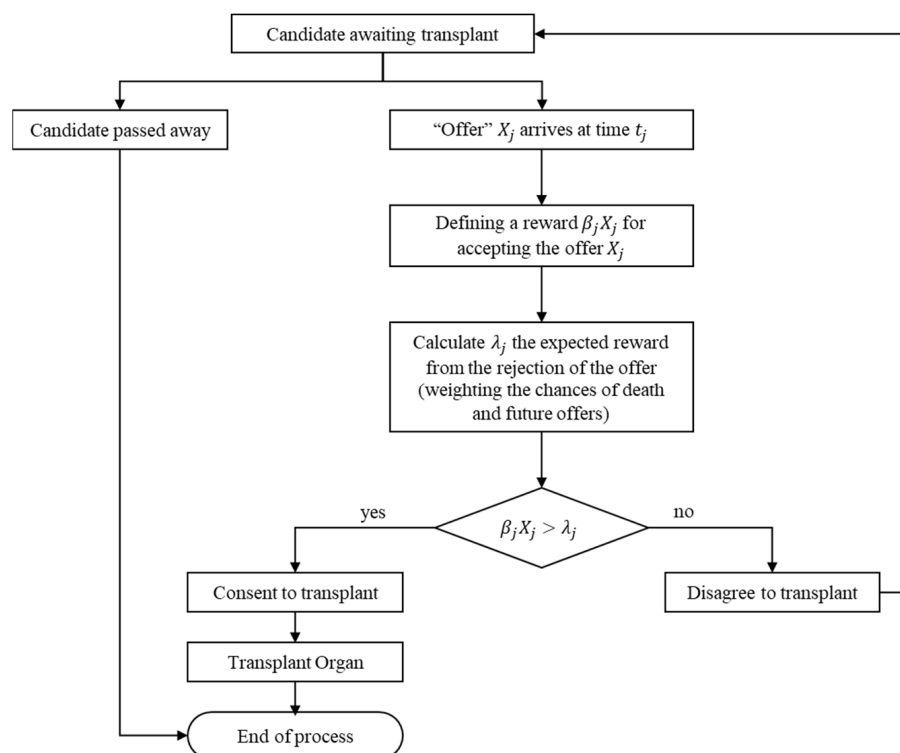 Candidate awaiting transplant
Candidate passed away
“Offer” 𝑋𝑗 arrives at time 𝑡𝑗
Defining a reward 𝛽𝑗𝑋𝑗 for
accepting the offer 𝑋𝑗
Calculate 𝜆𝑗 the expected reward
from the rejection of the offer
(weighting the chances of death
and future offers)
yes
𝛽𝑗𝑋𝑗 > 𝜆𝑗
no
Consent to transplant
Disagree to transplant
Transplant Organ
End of process